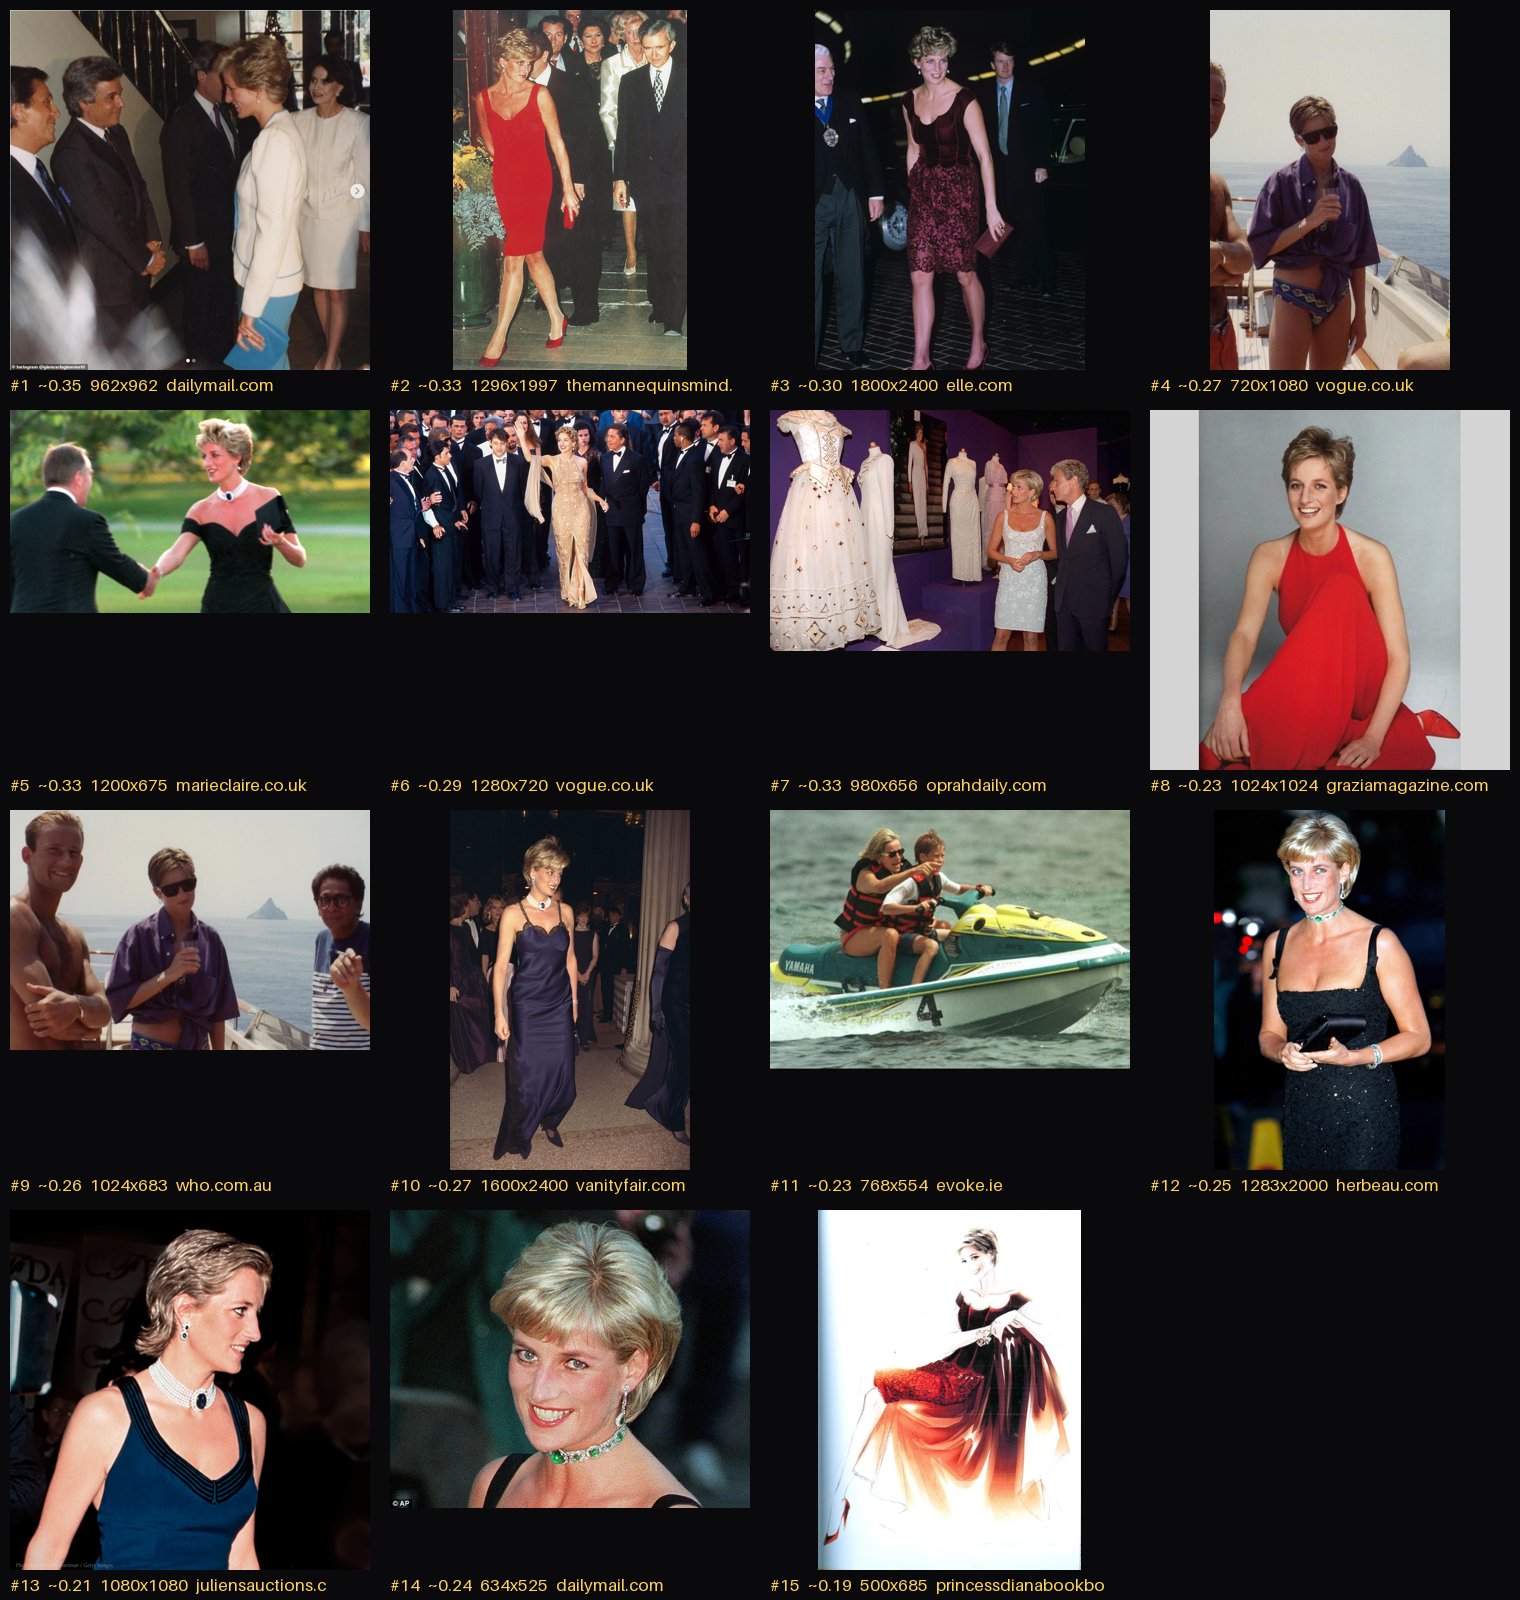 © Instagram @giancarlogiammetti
#1 ~0.35 962x962 dailymail.com
#2 ~0.33 1296x1997 themannequinsmind.
#3 ~0.30 1800x2400 elle.com
#4 ~0.27 720x1080 vogue.co.uk
#5 ~0.33 1200x675 marieclaire.co.uk
#6 ~0.29 1280x720 vogue.co.uk
#7 ~0.33 980x656 oprahdaily.com
#8 ~0.23 1024x1024 graziamagazine.com
YAMAHA
4
#9 ~0.26 1024x683 who.com.au
#10 ~0.27 1600x2400 vanityfair.com
#11 ~0.23 768x554 evoke.ie
#12 ~0.25 1283x2000 herbeau.com
© AP
#13 ~0.21 1080x1080 juliensauctions.c
#14 ~0.24 634x525 dailymail.com
#15 ~0.19 500x685 princessdianabookbo